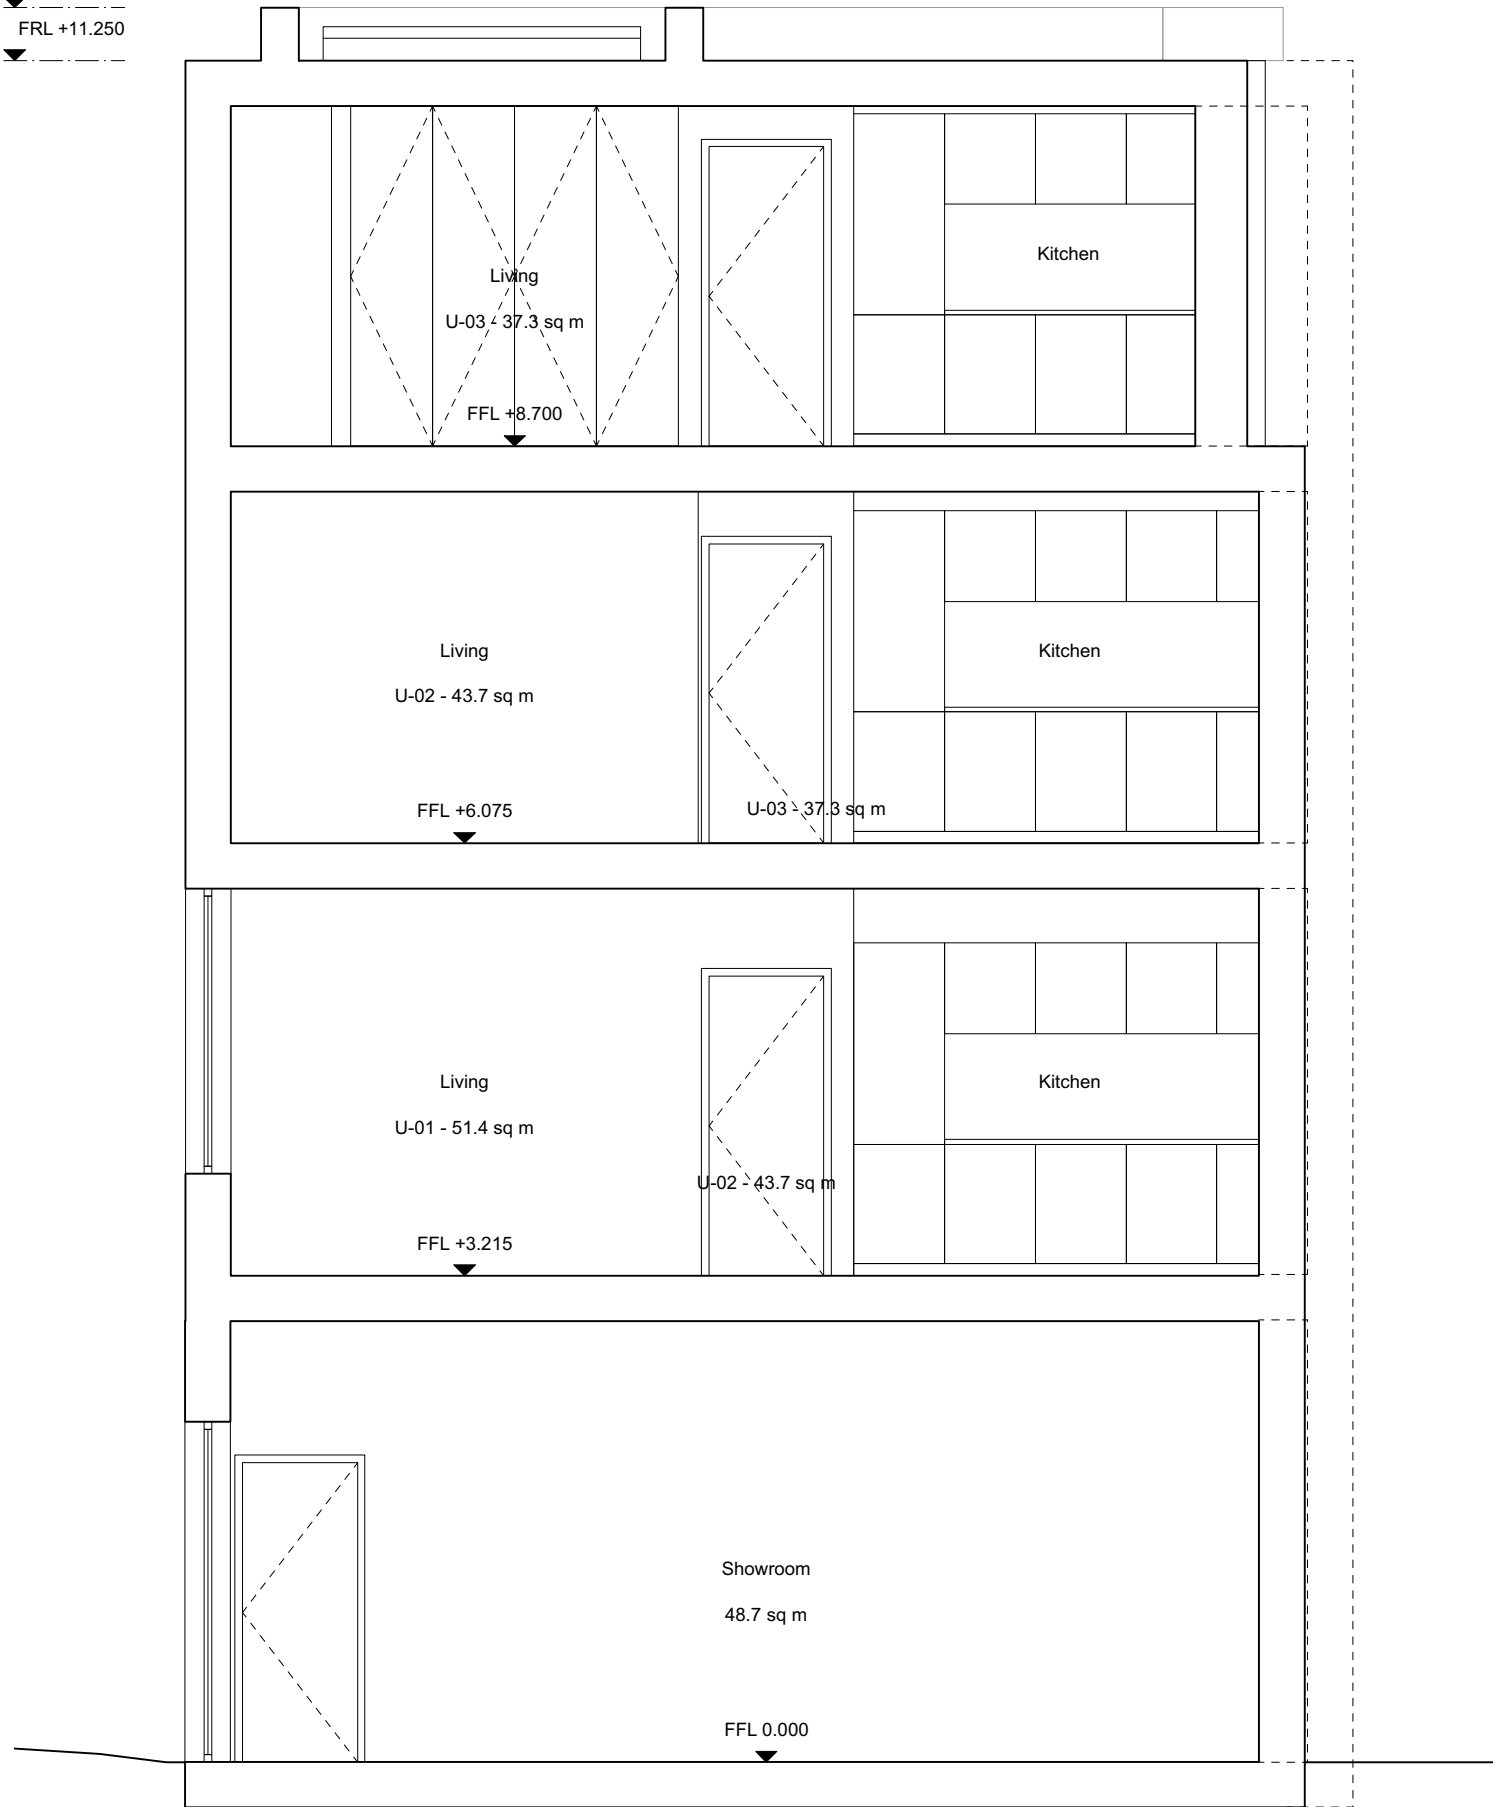 FRL +11.250
Living
Kitchen
U-03 - 37.3 sq m
FFL +8.700
Living
Kitchen
U-02 - 43.7 sq m
FFL +6.075
U-03 - 37.3 sq m
Living
Kitchen
U-01 - 51.4 sq m
U-02 - 43.7 sq m
FFL +3.215
Showroom
48.7 sq m
FFL 0.000